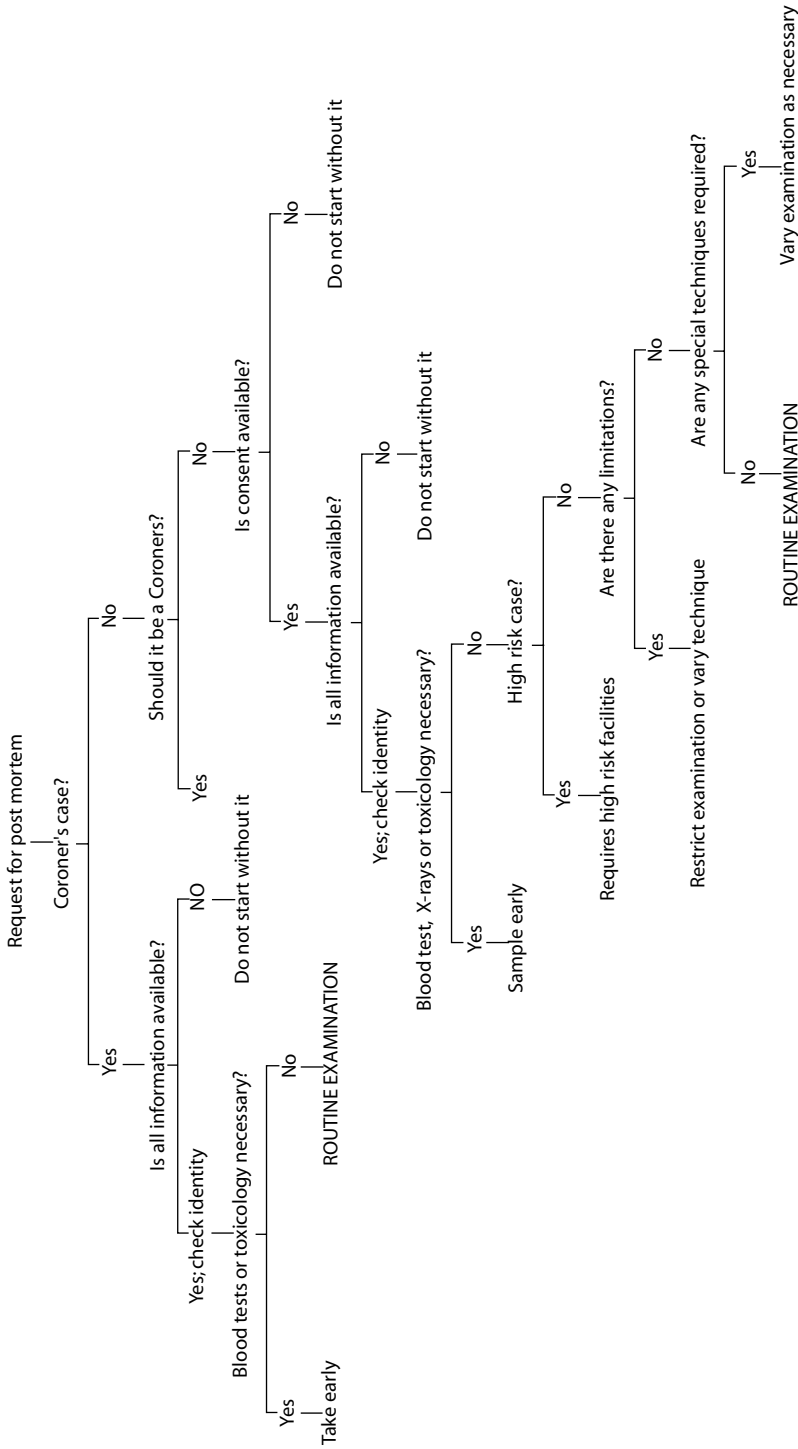 Request for post mortem
Coroner's case?
Yes
No
Is all information available?
Should it be a Coroners?
Yes; check identity
NO
Yes
No
Blood tests or toxicology necessary?
Do not start without it
Is consent available?
Yes
No
Yes
No
Take early
ROUTINE EXAMINATION
Is all information available?
Do not start without it
Yes; check identity
No
Blood test, X-rays or toxicology necessary?
Do not start without it
Yes
No
Sample early
High risk case?
Yes
No
Requires high risk facilities
Are there any limitations?
Yes
No
Restrict examination or vary technique
Are any special techniques required?
No
Yes
ROUTINE EXAMINATION
Vary examination as necessary